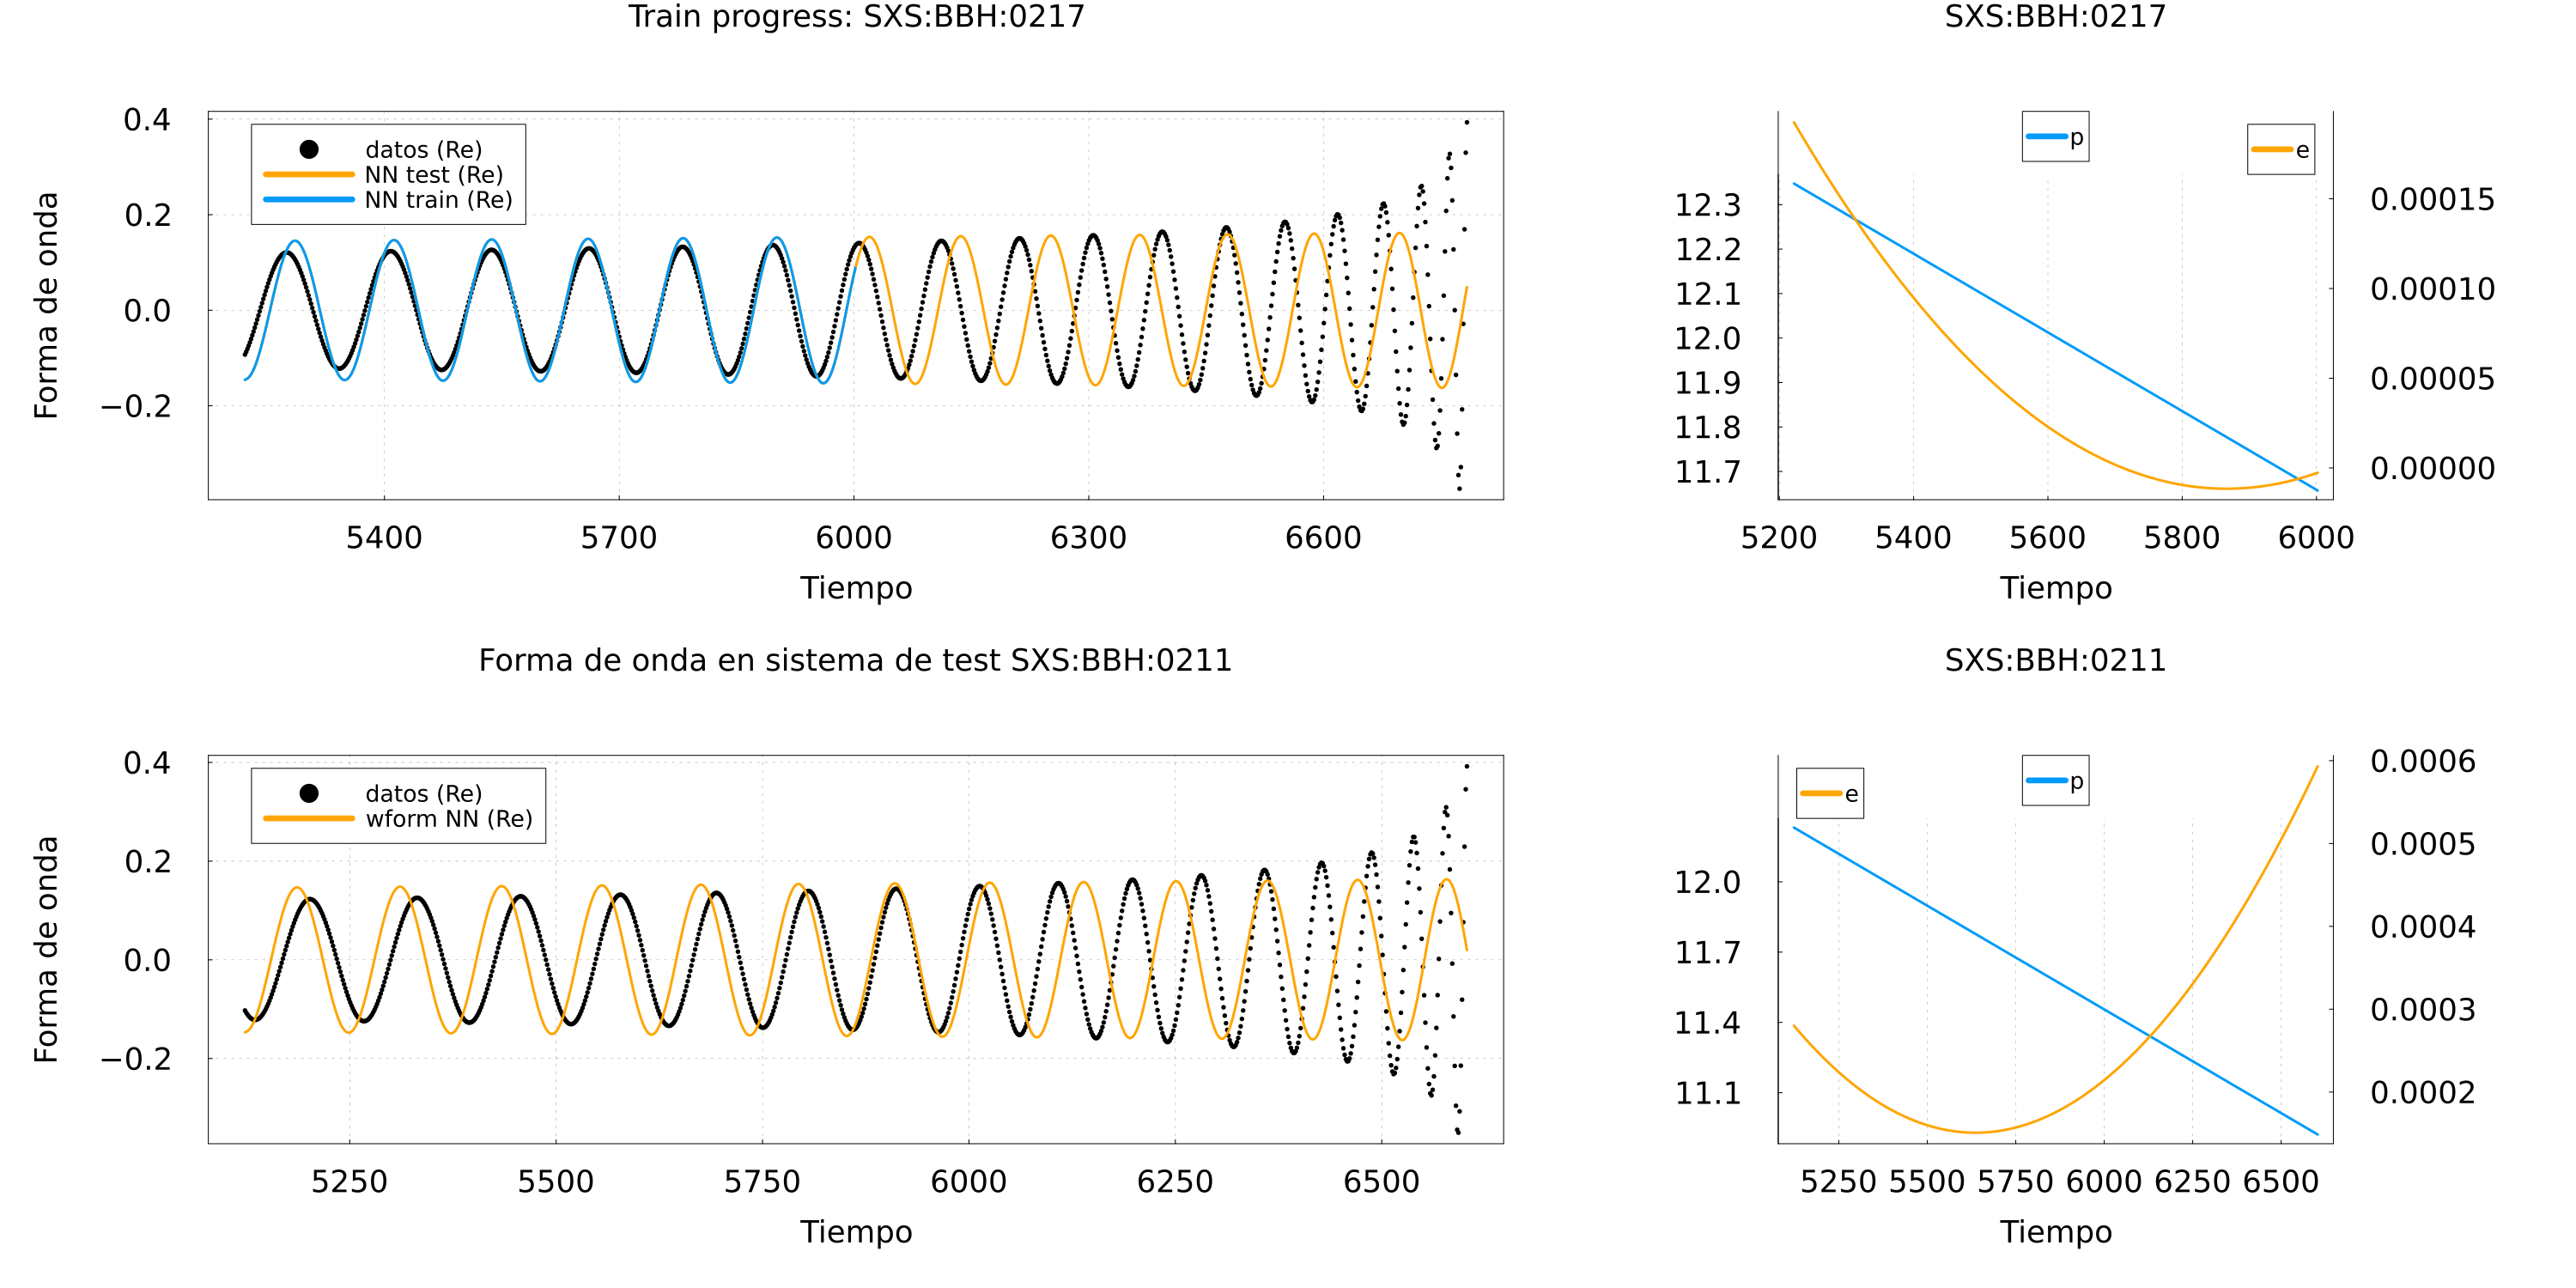 Train progress: SXS:BBH:0217
Forma de onda
0.4
0.2
0.0
−0.2
datos (Re)
NN test (Re)
NN train (Re)
5400 5700 6000 6300 6600
Tiempo
SXS:BBH:0217
p
e
12.3
12.2
12.1
12.0
11.9
11.8
11.7
0.00015
0.00010
0.00005
0.00000
5200 5400 5600 5800 6000
Tiempo
Forma de onda en sistema de test SXS:BBH:0211
Forma de onda
0.4
0.2
0.0
−0.2
datos (Re)
wform NN (Re)
5250 5500 5750 6000 6250 6500
Tiempo
SXS:BBH:0211
e
p
12.0
11.7
11.4
11.1
0.0006
0.0005
0.0004
0.0003
0.0002
5250 5500 5750 6000 6250 6500
Tiempo